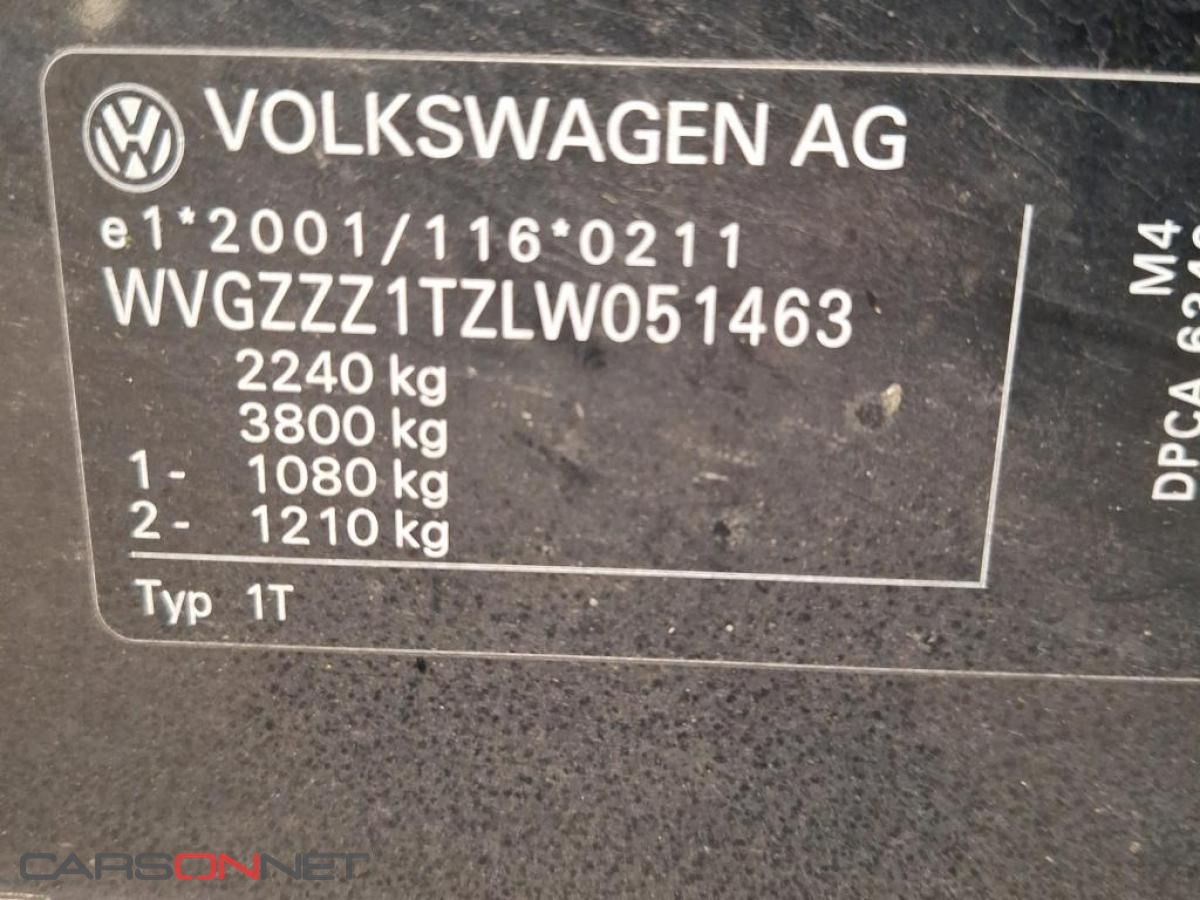 VOLKSWAGEN AG
e1*2001/116*0211
WVGZZZ1TZLW051463
2240 kg
3800 kg
1- 1080 kg
2- 1210 kg
Typ 1T
M4
DPCA
CARSONNET